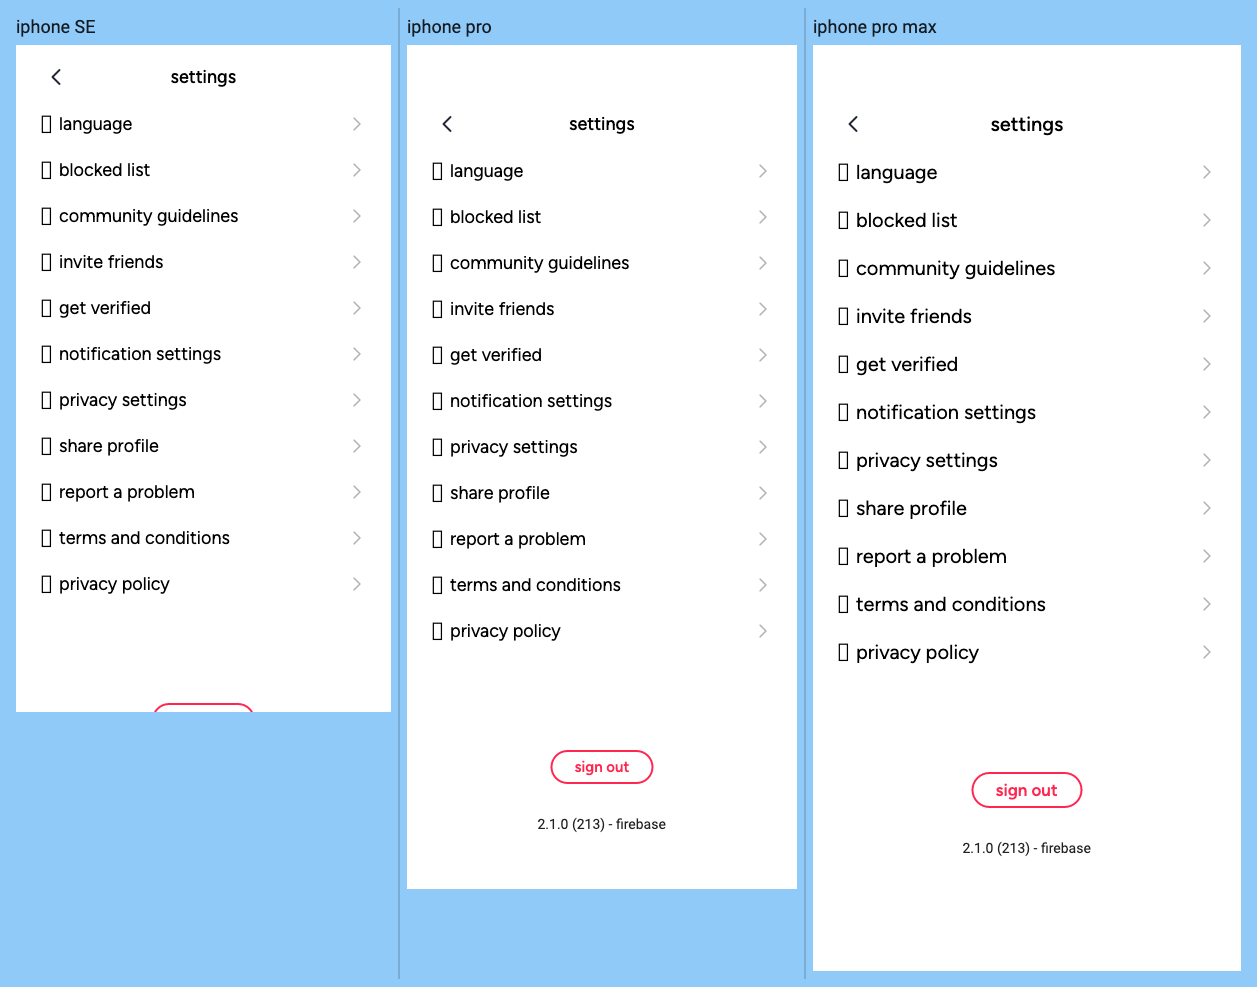 iphone SE
settings
language
blocked list
community guidelines
invite friends
get verified
notification settings
privacy settings
share profile
report a problem
terms and conditions
privacy policy
iphone pro
settings
language
blocked list
community guidelines
invite friends
get verified
notification settings
privacy settings
share profile
report a problem
terms and conditions
privacy policy
sign out
2.1.0 (213) - firebase
iphone pro max
settings
language
blocked list
community guidelines
invite friends
get verified
notification settings
privacy settings
share profile
report a problem
terms and conditions
privacy policy
sign out
2.1.0 (213) - firebase